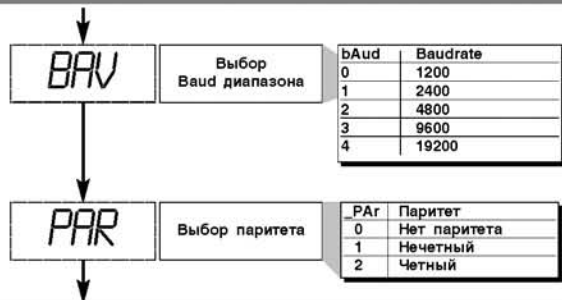 BAV
Выбор
Baud диапазона
bAud Baudrate
0 1200
1 2400
2 4800
3 9600
4 19200
PAR
Выбор паритета
_PAr Паритет
0 Нет паритета
1 Нечетный
2 Четный